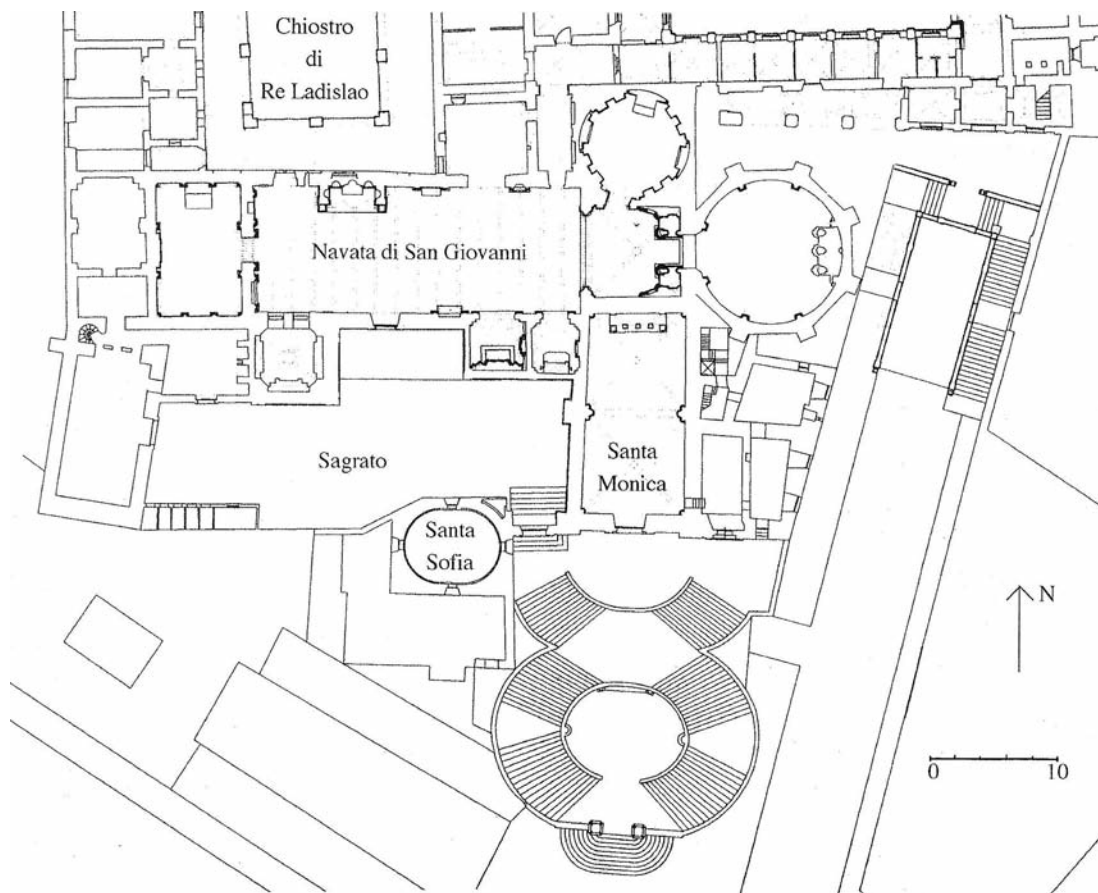 Chiostro
di
Re Ladislao
Navata di San Giovanni
Sagrato
Santa
Monica
Santa
Sofia
N
0 10